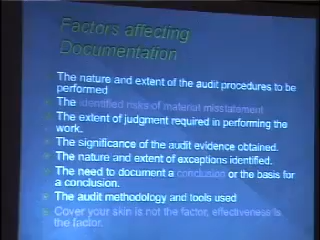 Factors affecting
Documentation
The nature and extent of the audit procedures to be
performed
The identified risks of material misstatement
The extent of judgment required in performing the
work.
The significance of the audit evidence obtained.
The nature and extent of exceptions identified.
The need to document a conclusion or the basis for
a conclusion.
The audit methodology and tools used
Cover your skin is not the factor, effectiveness is
the factor.